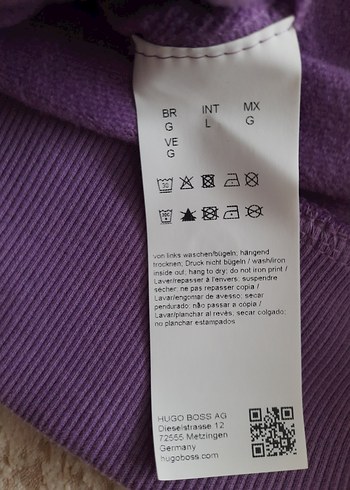 BR INT MX
G L G
VE
G
30
von links waschen/bügeln; hängend
trocknen; Druck nicht bügeln / wash/iron
inside out; hang to dry; do not iron print /
Laver/repasser à l'envers; suspendre
sécher; ne pas repasser copia /
Lavar/engomar de avesso; secar
pendurado; não passar a copia /
Lavar/planchar al revés; secar colgado;
no planchar estampados
HUGO BOSS AG
Dieselstrasse 12
72555 Metzingen
Germany
hugoboss.com